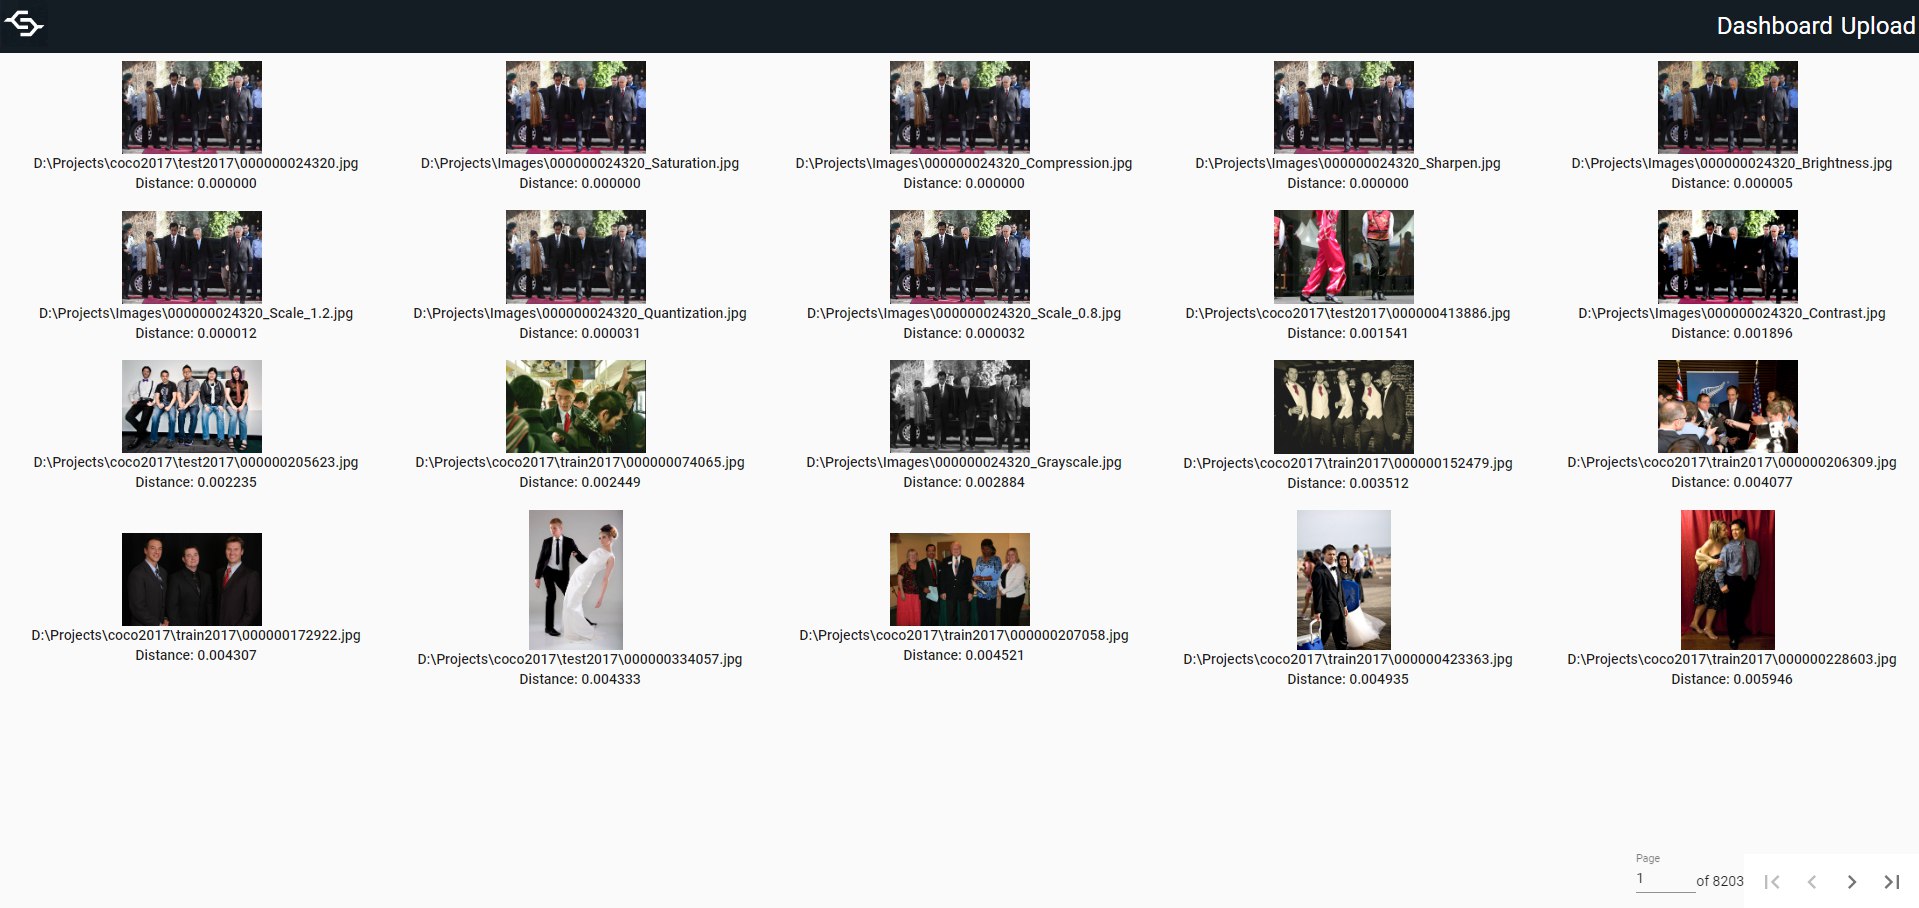 Dashboard Upload
D:\Projects\coco2017\test2017\000000024320.jpg
Distance: 0.000000
D:\Projects\Images\000000024320_Saturation.jpg
Distance: 0.000000
D:\Projects\Images\000000024320_Compression.jpg
Distance: 0.000000
D:\Projects\Images\000000024320_Sharpen.jpg
Distance: 0.000000
D:\Projects\Images\000000024320_Brightness.jpg
Distance: 0.000005
D:\Projects\Images\000000024320_Scale_1.2.jpg
Distance: 0.000012
D:\Projects\Images\000000024320_Quantization.jpg
Distance: 0.000031
D:\Projects\Images\000000024320_Scale_0.8.jpg
Distance: 0.000032
D:\Projects\coco2017\test2017\000000413886.jpg
Distance: 0.001541
D:\Projects\Images\000000024320_Contrast.jpg
Distance: 0.001896
D:\Projects\coco2017\test2017\000000205623.jpg
Distance: 0.002235
D:\Projects\coco2017\train2017\000000074065.jpg
Distance: 0.002449
D:\Projects\Images\000000024320_Grayscale.jpg
Distance: 0.002884
D:\Projects\coco2017\train2017\000000152479.jpg
Distance: 0.003512
D:\Projects\coco2017\train2017\000000206309.jpg
Distance: 0.004077
D:\Projects\coco2017\train2017\000000172922.jpg
Distance: 0.004307
D:\Projects\coco2017\test2017\000000334057.jpg
Distance: 0.004333
D:\Projects\coco2017\train2017\000000207058.jpg
Distance: 0.004521
D:\Projects\coco2017\train2017\000000423363.jpg
Distance: 0.004935
D:\Projects\coco2017\train2017\000000228603.jpg
Distance: 0.005946
Page
1 of 8203